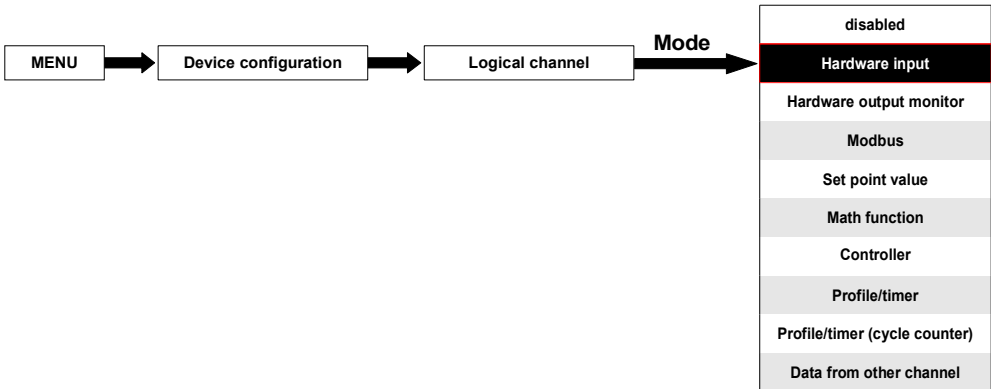 MENU
Device configuration
Logical channel
Mode
disabled
Hardware input
Hardware output monitor
Modbus
Set point value
Math function
Controller
Profile/timer
Profile/timer (cycle counter)
Data from other channel